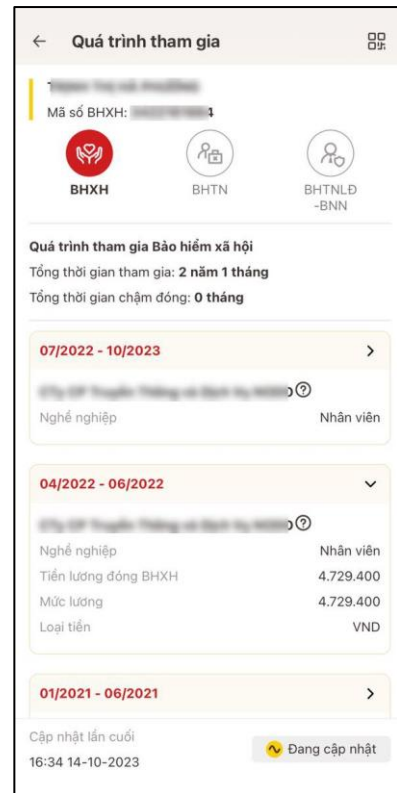 Quá trình tham gia
Mã số BHXH: 4
BHXH
BHTN
BHTNLĐ
-BNN
Quá trình tham gia Bảo hiểm xã hội
Tổng thời gian tham gia: 2 năm 1 tháng
Tổng thời gian chậm đóng: 0 tháng
07/2022 - 10/2023
Nghề nghiệp Nhân viên
04/2022 - 06/2022
Nghề nghiệp Nhân viên
Tiền lương đóng BHXH 4.729.400
Mức lương 4.729.400
Loại tiền VND
01/2021 - 06/2021
Cập nhật lần cuối
16:34 14-10-2023
Đang cập nhật